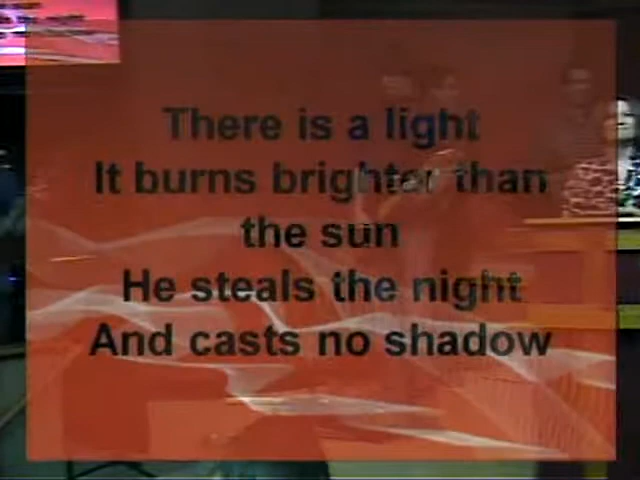 There is a light
It burns brighter than
the sun
He steals the night
And casts no shadow